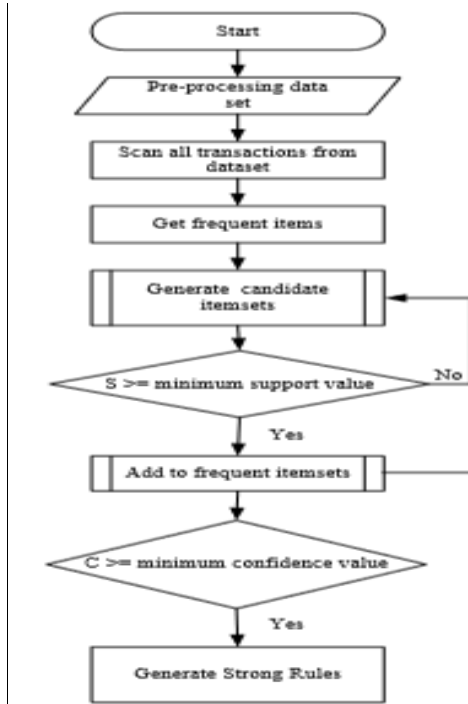 Start
Pre-processing data
set
Scan all transactions from
dataset
Get frequent items
Generate candidate
itemsets
S >= minimum support value
No
Yes
Add to frequent itemsets
C >= minimum confidence value
Yes
Generate Strong Rules